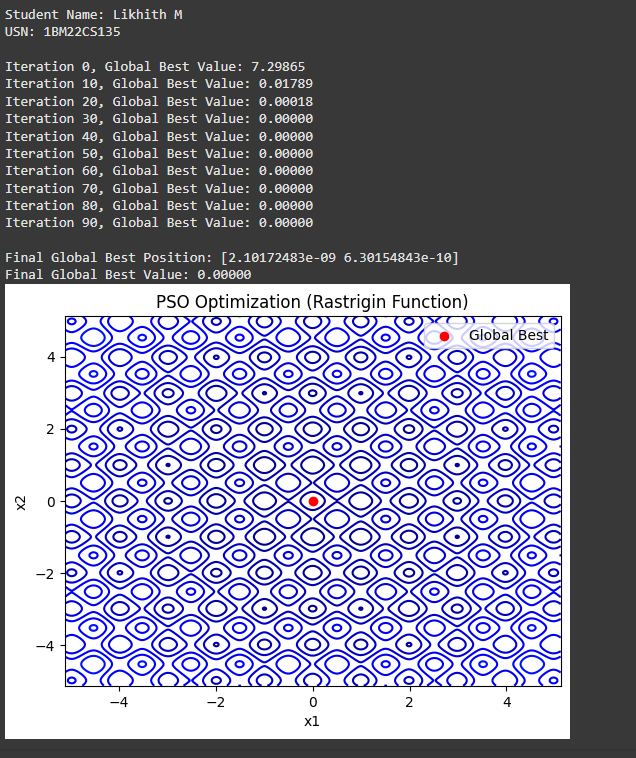 Student Name: Likhith M
USN: 1BM22CS135
Iteration 0, Global Best Value: 7.29865
Iteration 10, Global Best Value: 0.01789
Iteration 20, Global Best Value: 0.00018
Iteration 30, Global Best Value: 0.00000
Iteration 40, Global Best Value: 0.00000
Iteration 50, Global Best Value: 0.00000
Iteration 60, Global Best Value: 0.00000
Iteration 70, Global Best Value: 0.00000
Iteration 80, Global Best Value: 0.00000
Iteration 90, Global Best Value: 0.00000
Final Global Best Position: [2.10172483e-09 6.30154843e-10]
Final Global Best Value: 0.00000
PSO Optimization (Rastrigin Function)
Global Best
4
2
0
−2
−4
x2
−4 −2 0 2 4
x1